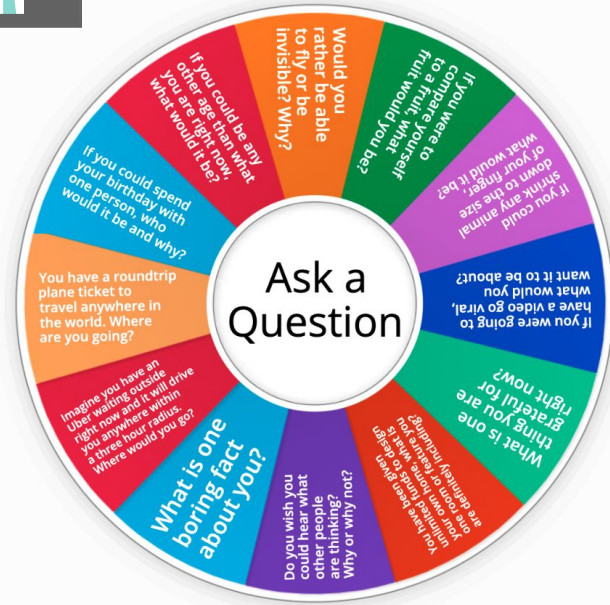 Ask a
Question
Would you
rather be able
to fly or be
invisible? Why?
If you were to
compare yourself
to a fruit, what
fruit would you be?
If you could
shrink any animal
down to the size
of your finger,
what would it be?
If you were going to
have a video go viral,
what would you
want it to be about?
What is one
thing you are
grateful for
right now?
You have been given
unlimited funds to design
your own home. what is
one room or feature you
are definitely including?
Do you wish you
could hear what
other people
are thinking?
Why or why not?
What is one
boring fact
about you?
Imagine you have an
Uber waiting outside
right now and it will drive
you anywhere within
a three hour radius.
Where would you go?
You have a roundtrip
plane ticket to
travel anywhere in
the world. Where
are you going?
If you could spend
your birthday with
one person, who
would it be and why?
If you could be any
other age than what
you are right now,
what would it be?